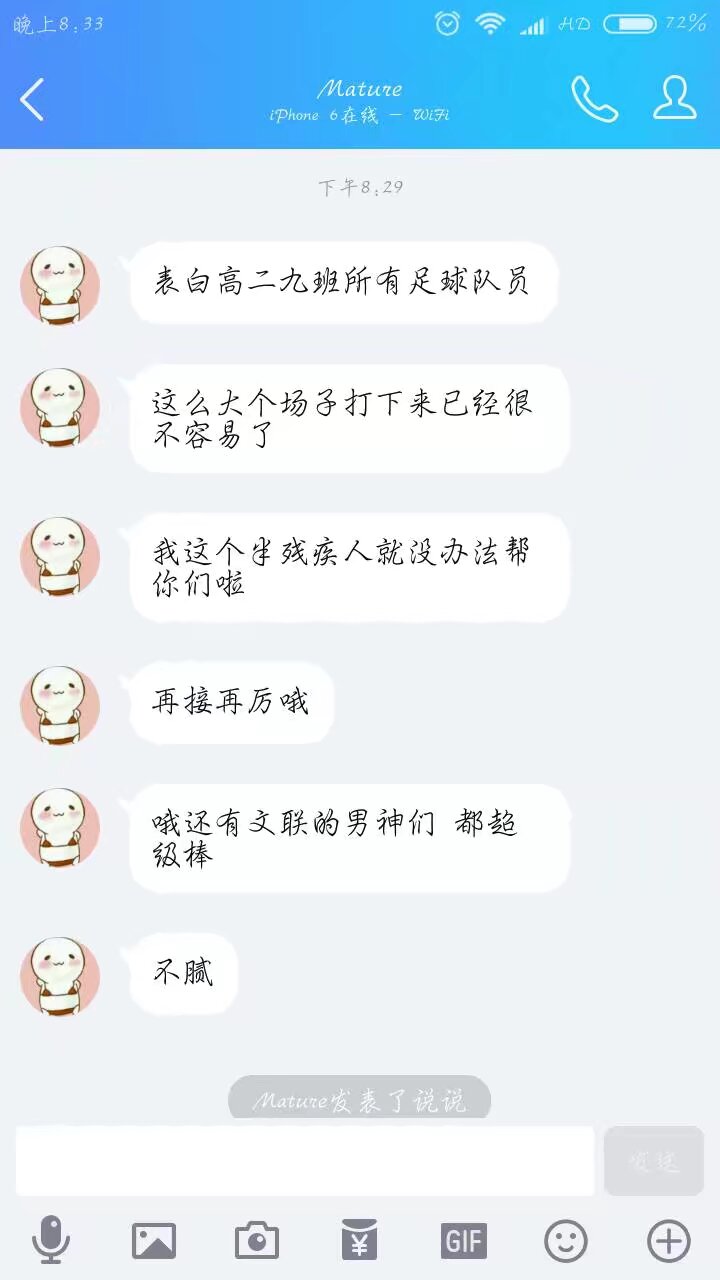 晚上8:33
HD
72%
Mature
iPhone 6在线 - WiFi
下午8:29
表白高二九班所有足球队员
这么大个场子打下来已经很
不容易了
我这个半残疾人就没办法帮
你们啦
再接再厉哦
哦还有文联的男神们 都超
级棒
不腻
Mature发表了说说
发送
GIF